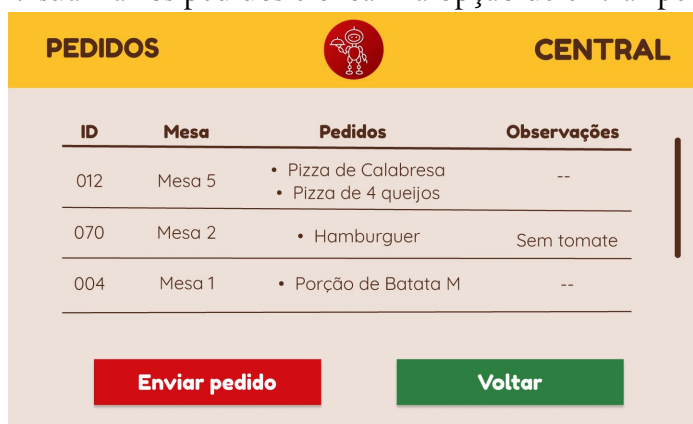 PEDIDOS
CENTRAL
ID Mesa Pedidos Observações
012 Mesa 5 • Pizza de Calabresa --
• Pizza de 4 queijos
070 Mesa 2 • Hamburguer Sem tomate
004 Mesa 1 • Porção de Batata M --
Enviar pedido Voltar